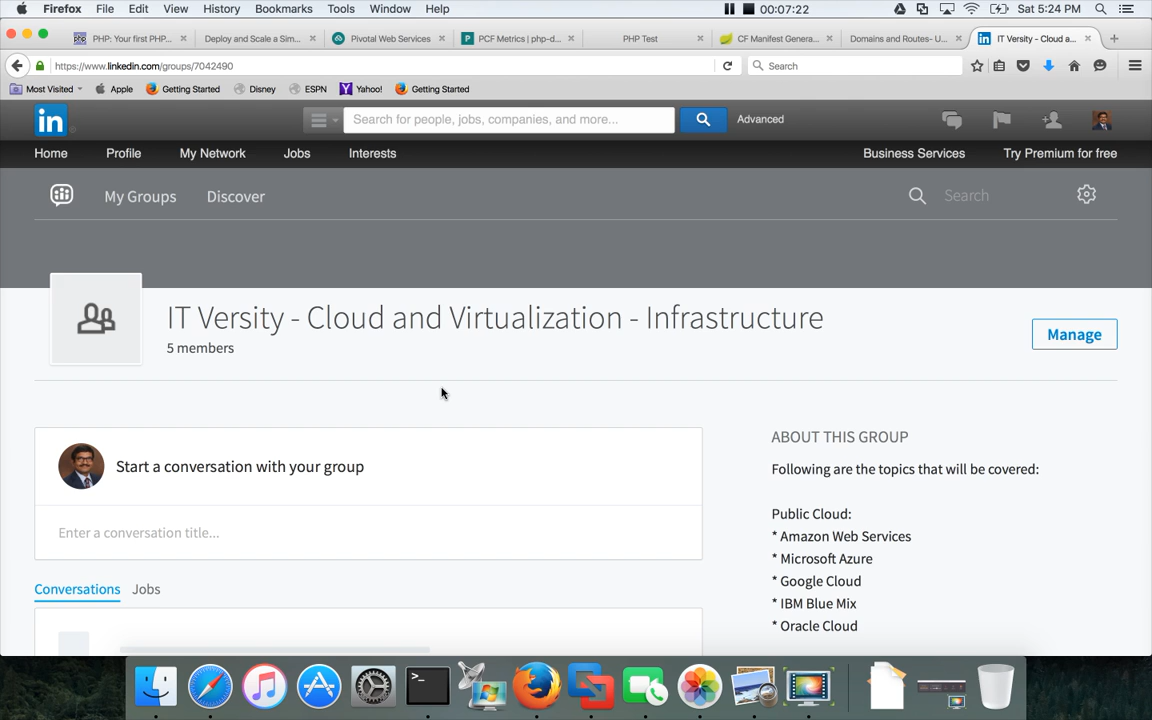 Firefox File Edit View History Bookmarks Tools Window Help 00:07:22 Sat 5:24 PM
PHP: Your first PHP... Deploy and Scale a Sim... Pivotal Web Services PCF Metrics | php-d... PHP Test CF Manifest Genera... Domains and Routes- U... IT Versity - Cloud a...
https://www.linkedin.com/groups/7042490 Search
Most Visited Apple Getting Started Disney ESPN Yahoo! Getting Started
in Search for people, jobs, companies, and more... Advanced
Home Profile My Network Jobs Interests Business Services Try Premium for free
My Groups Discover Search
IT Versity - Cloud and Virtualization - Infrastructure
5 members
Manage
Start a conversation with your group
Enter a conversation title...
Conversations Jobs
ABOUT THIS GROUP
Following are the topics that will be covered:
Public Cloud:
* Amazon Web Services
* Microsoft Azure
* Google Cloud
* IBM Blue Mix
* Oracle Cloud